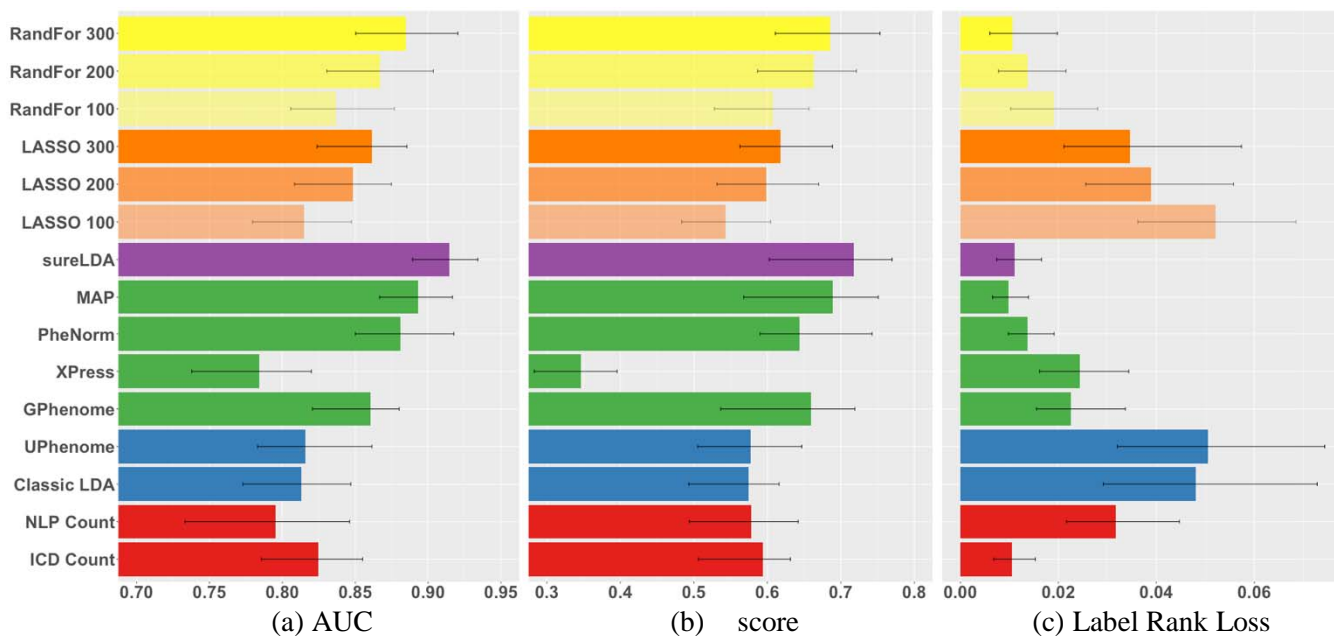 RandFor 300
RandFor 200
RandFor 100
LASSO 300
LASSO 200
LASSO 100
sureLDA
MAP
PheNorm
XPress
GPhenome
UPhenome
Classic LDA
NLP Count
ICD Count
0.70 0.75 0.80 0.85 0.90 0.95
0.3 0.4 0.5 0.6 0.7 0.8
0.00 0.02 0.04 0.06
(a) AUC
(b) score
(c) Label Rank Loss